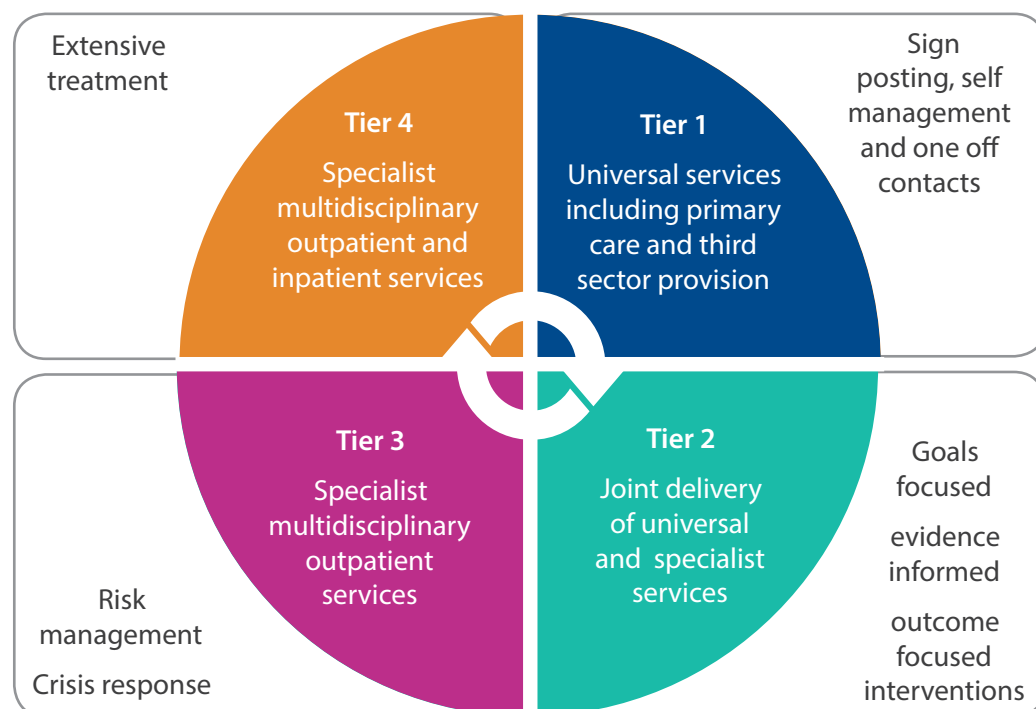 Extensive
treatment
Tier 4
Specialist
multidisciplinary
outpatient and
inpatient services
Tier 1
Universal services
including primary
care and third
sector provision
Sign
posting, self
management
and one off
contacts
Risk
management
Crisis response
Tier 3
Specialist
multidisciplinary
outpatient
services
Tier 2
Joint delivery
of universal
and specialist
services
Goals
focused
evidence
informed
outcome
focused
interventions